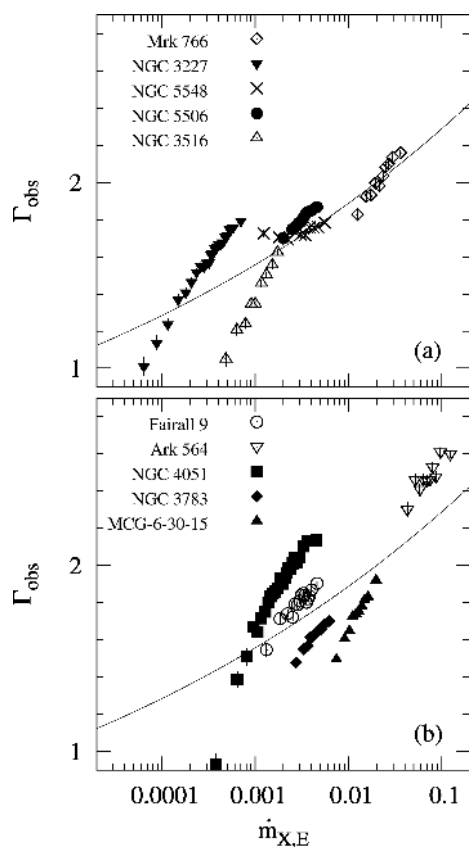 Mrk 766
NGC 3227
NGC 5548
NGC 5506
NGC 3516
2
1
Γobs
(a)
Fairall 9
Ark 564
NGC 4051
NGC 3783
MCG-6-30-15
2
1
Γobs
(b)
0.0001 0.001 0.01 0.1
ṁX,E